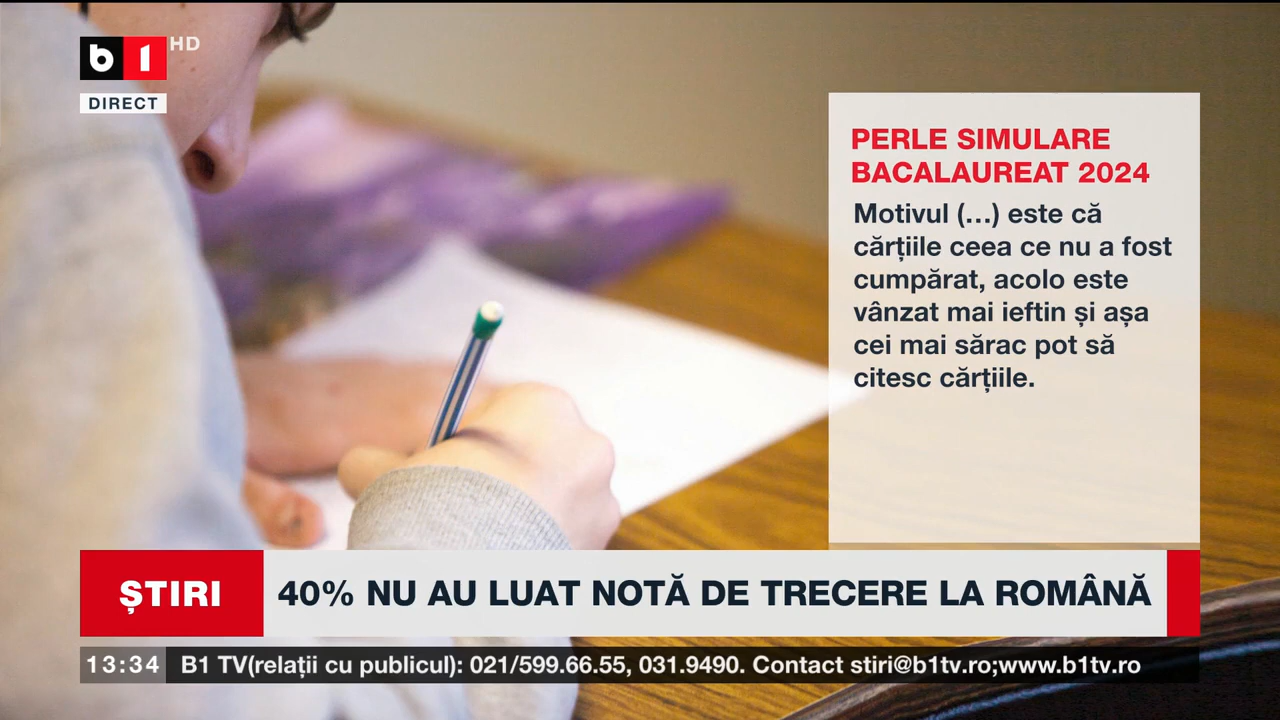 b1 HD
DIRECT
PERLE SIMULARE
BACALAUREAT 2024
Motivul (...) este că
cărțiile ceea ce nu a fost
cumpărat, acolo este
vânzat mai ieftin și așa
cei mai sărac pot să
citesc cărțiile.
ȘTIRI 40% NU AU LUAT NOTĂ DE TRECERE LA ROMÂNĂ
13:34 B1 TV(relații cu publicul): 021/599.66.55, 031.9490. Contact stiri@b1tv.ro;www.b1tv.ro